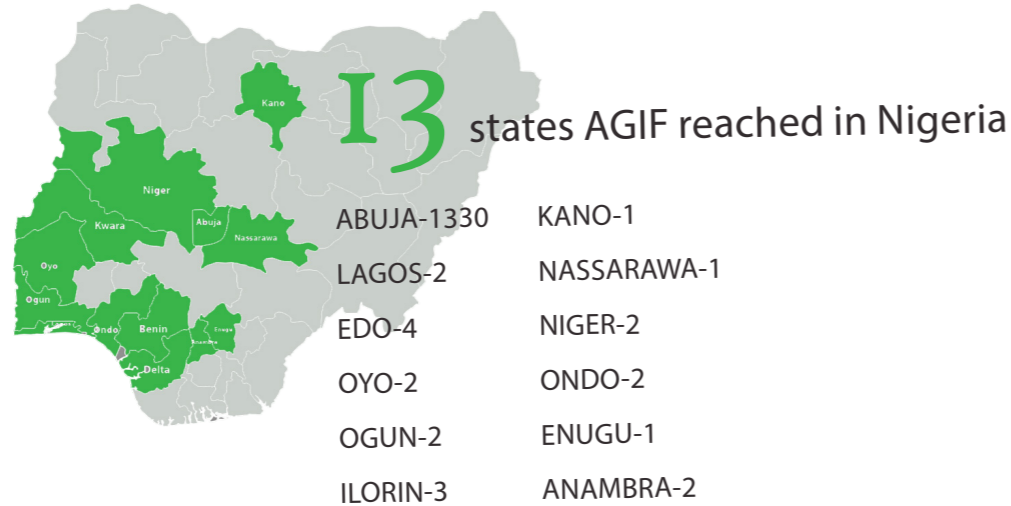 13 states AGIF reached in Nigeria
ABUJA-1330
LAGOS-2
EDO-4
OYO-2
OGUN-2
ILORIN-3
KANO-1
NASSARAWA-1
NIGER-2
ONDO-2
ENUGU-1
ANAMBRA-2
Kano
Niger
Kwara
Abuja
Nassarawa
Oyo
Ogun
Ondo
Benin
Enugu
Anambra
Delta